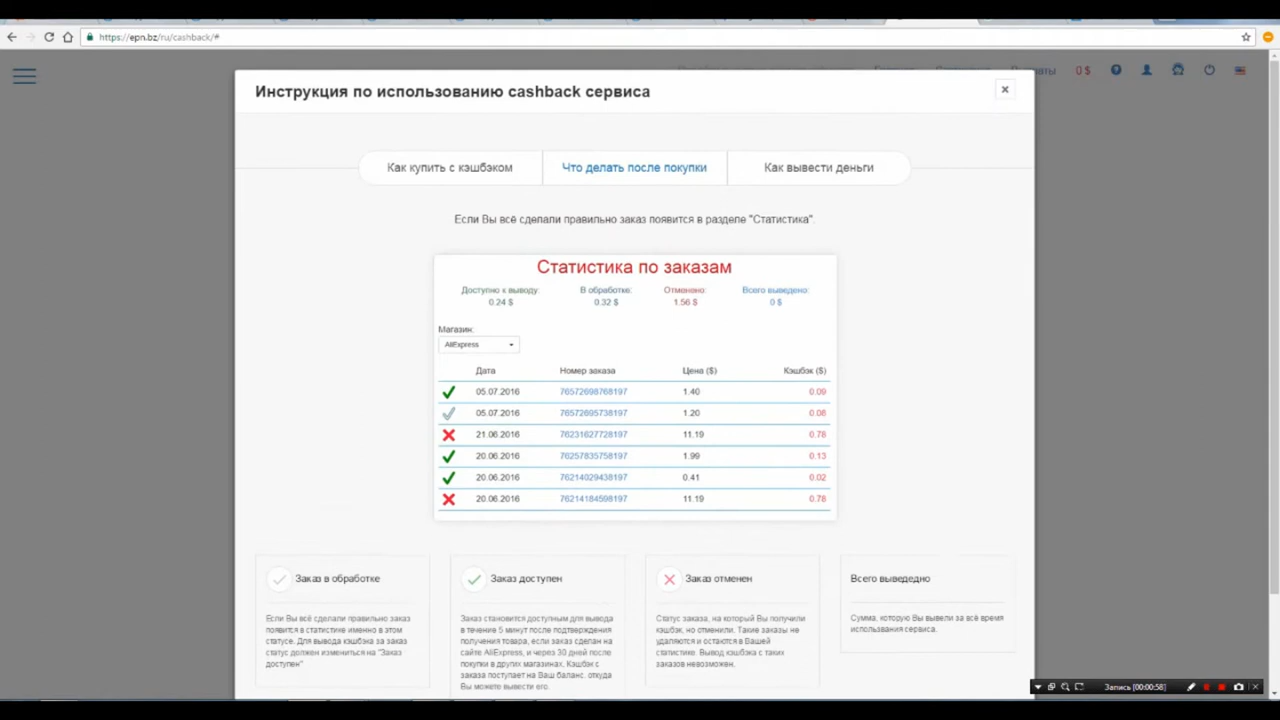 https://epn.bz/ru/cashback/#
0 $
Инструкция по использованию cashback сервиса
Как купить с кэшбэком
Что делать после покупки
Как вывести деньги
Если Вы всё сделали правильно заказ появится в разделе "Статистика".
Статистика по заказам
Доступно к выводу: В обработке: Отменено: Всего выведено:
0.24 $ 0.32 $ 1.56 $ 0 $
Магазин:
AliExpress
Дата Номер заказа Цена ($) Кэшбэк ($)
05.07.2016 76572698768197 1.40 0.09
05.07.2016 76572695738197 1.20 0.08
21.06.2016 76231627728197 11.19 0.78
20.06.2016 76257835758197 1.99 0.13
20.06.2016 76214029438197 0.41 0.02
20.06.2016 76214184598197 11.19 0.78
Заказ в обработке
Если Вы всё сделали правильно заказ
появится в статистике именно в этом
статусе. Для вывода кэшбэка за заказ
статус должен измениться на "Заказ
доступен"
Заказ доступен
Заказ становится доступным для вывода
в течение 5 минут после подтверждения
получения товара, если заказ сделан на
сайте AliExpress, и через 30 дней после
покупки в других магазинах. Кэшбэк с
заказа поступает на Ваш баланс, откуда
Вы можете вывести его.
Заказ отменен
Статус заказа, на который Вы получили
кэшбэк, но отменили. Такие заказы не
удаляются и остаются в Вашей
статистике. Вывод кэшбэка с таких
заказов невозможен.
Всего выведедно
Сумма, которую Вы вывели за всё время
использвания сервиса.
Запись [00:00:58]